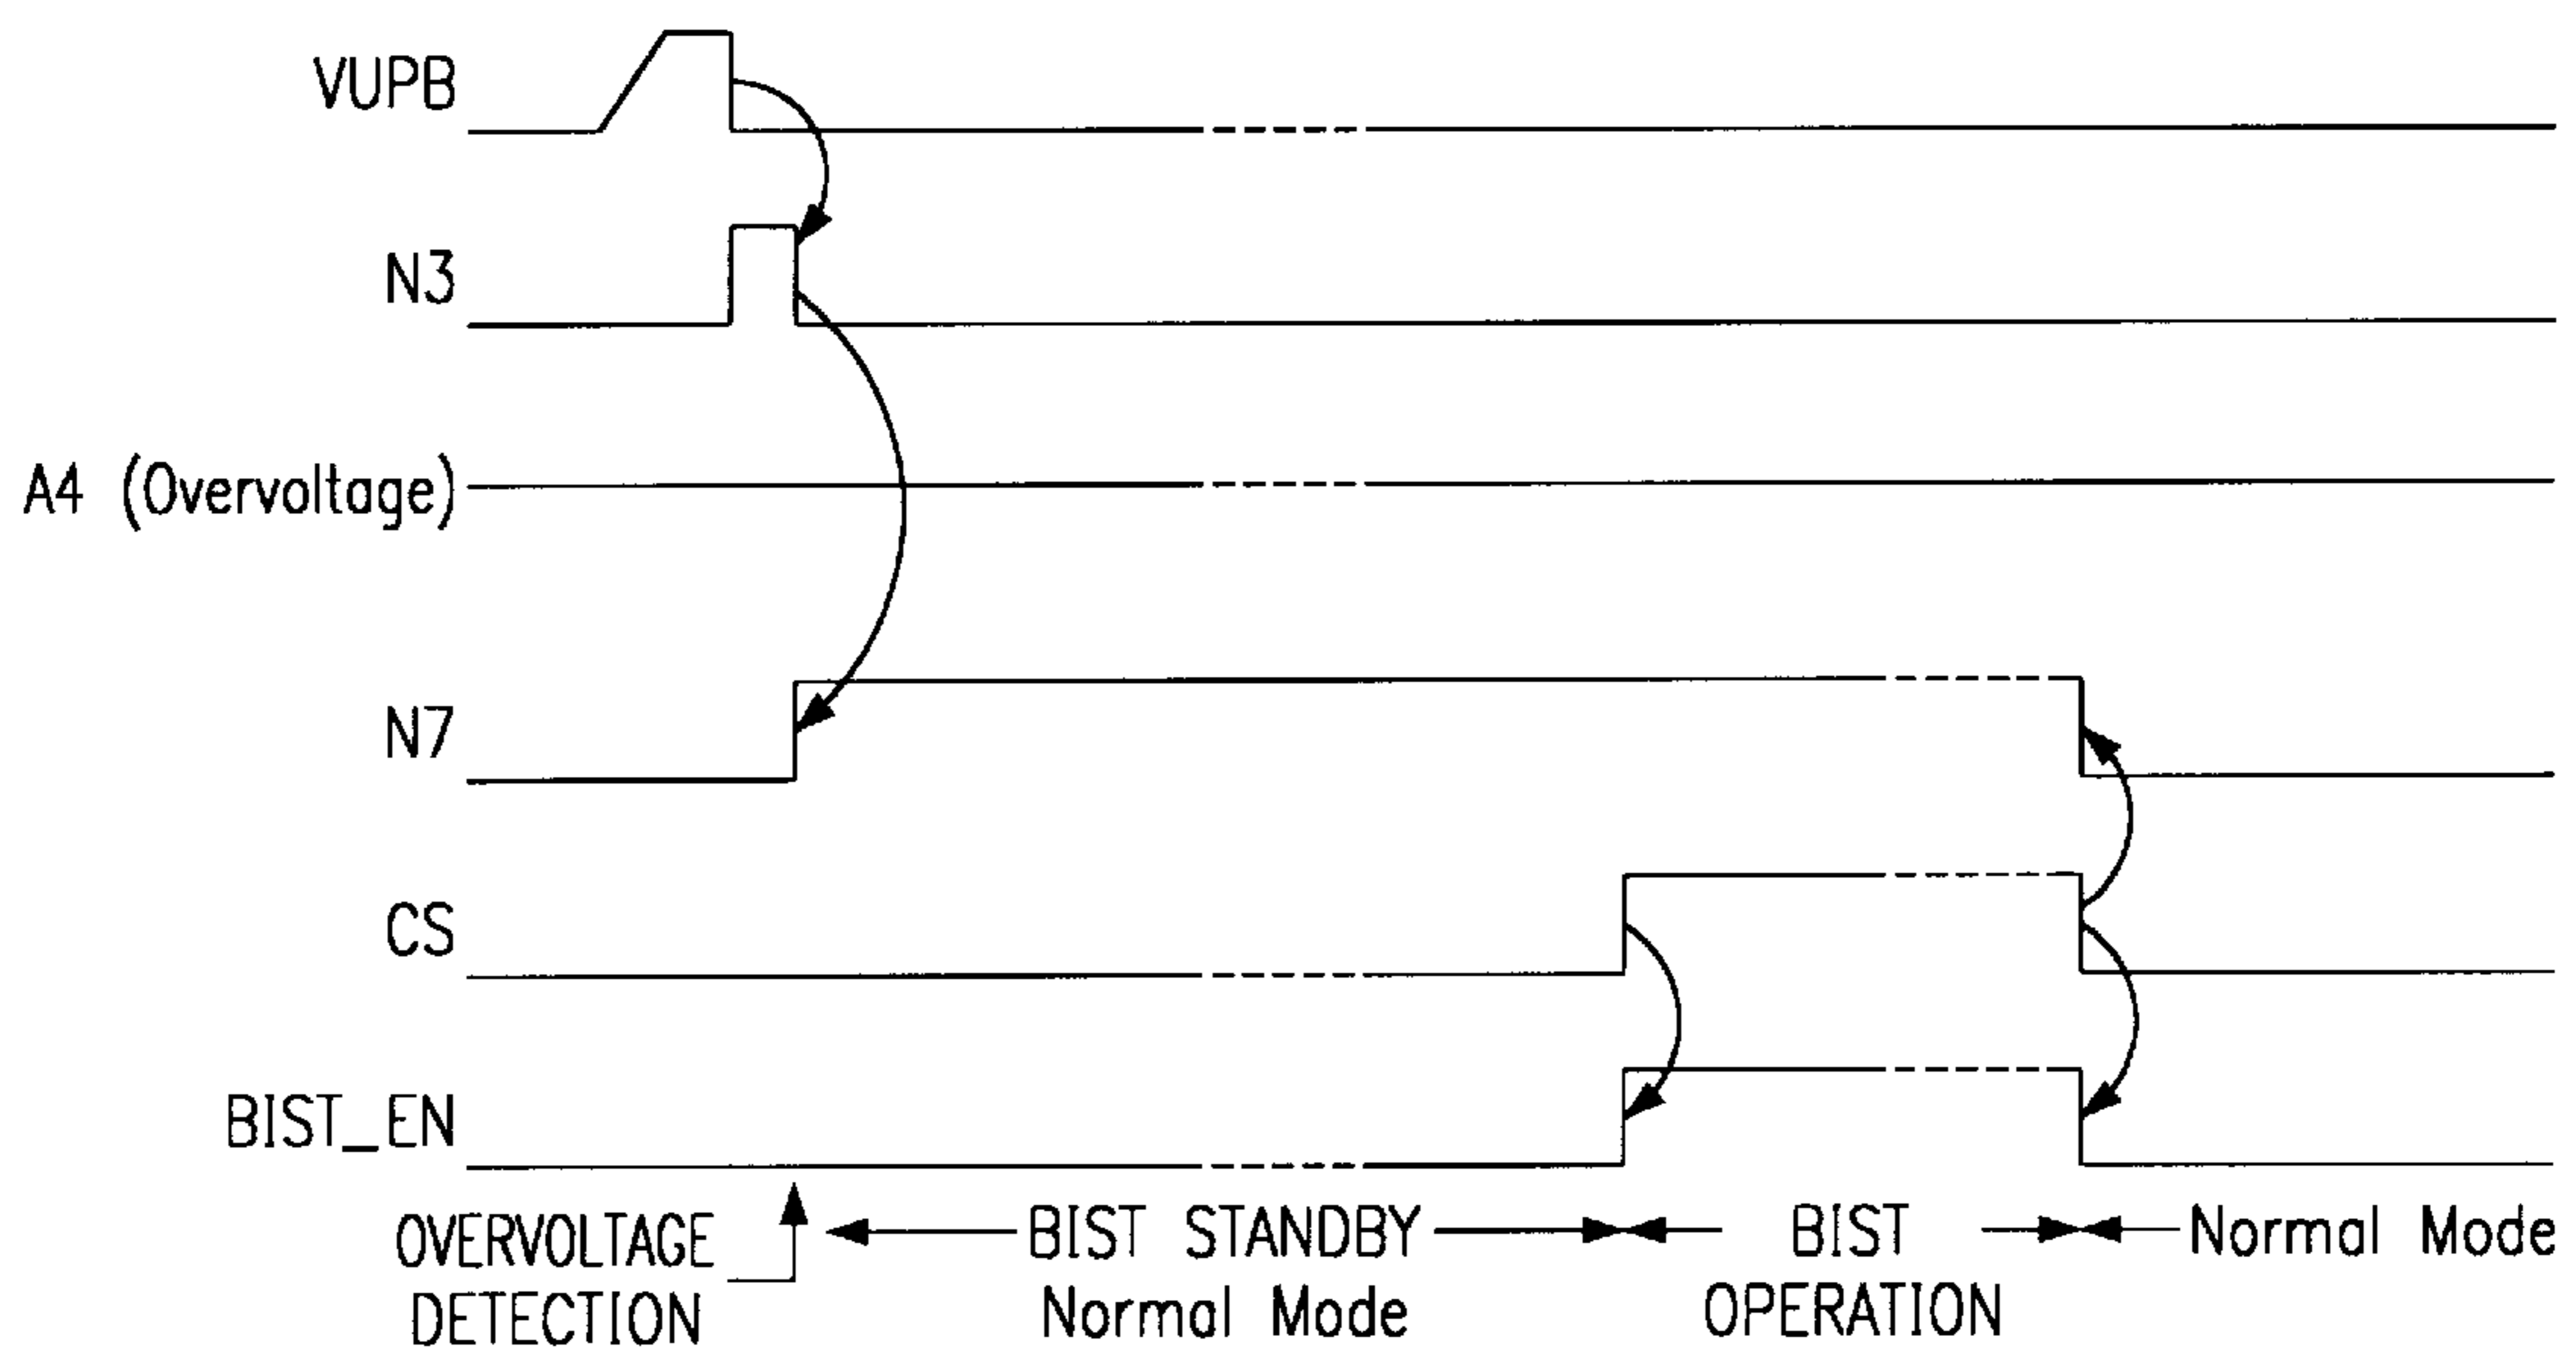 VUPB
N3
A4 (Overvoltage)
N7
CS
BIST_EN
OVERVOLTAGE
DETECTION
BIST STANDBY
Normal Mode
BIST
OPERATION
Normal Mode